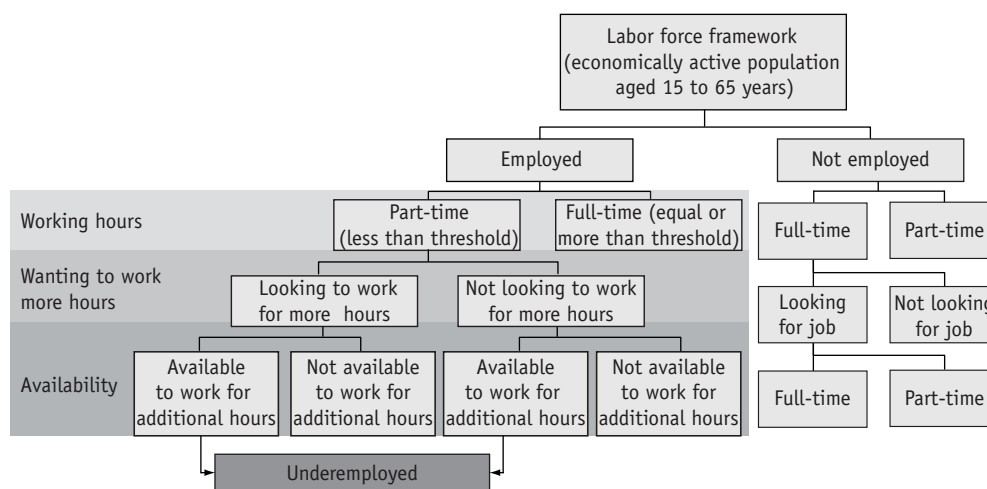 Labor force framework
(economically active population
aged 15 to 65 years)
Employed
Not employed
Working hours
Part-time
(less than threshold)
Full-time (equal or
more than threshold)
Full-time
Part-time
Wanting to work
more hours
Looking to work
for more hours
Not looking to work
for more hours
Looking
for job
Not looking
for job
Availability
Available
to work for
additional hours
Not available
to work for
additional hours
Available
to work for
additional hours
Not available
to work for
additional hours
Full-time
Part-time
Underemployed